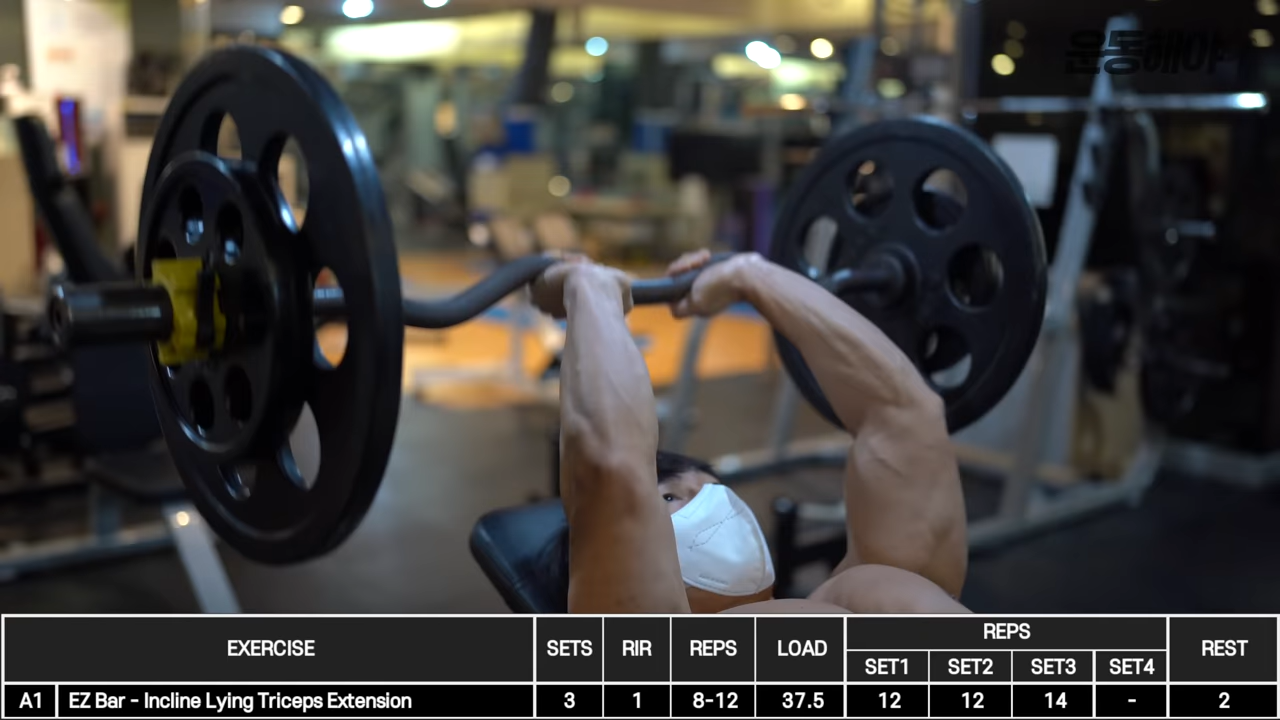 운동해야
EXERCISE SETS RIR REPS LOAD REPS REST
SET1 SET2 SET3 SET4
A1 EZ Bar - Incline Lying Triceps Extension 3 1 8-12 37.5 12 12 14 - 2